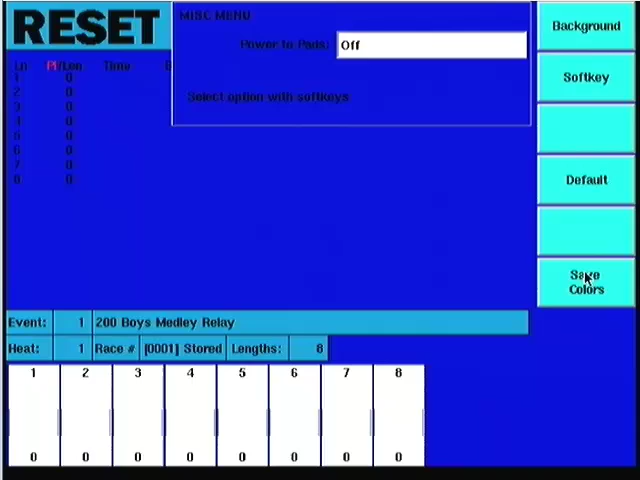 RESET
MISC MENU
Power to Pads: Off
Select option with softkeys
Background
Softkey
Default
Save
Colors
Ln Pl/Len Time
1 0
2 0
3 0
4 0
5 0
6 0
7 0
8 0
Event: 1 200 Boys Medley Relay
Heat: 1 Race # [0001] Stored Lengths: 8
1 2 3 4 5 6 7 8
0 0 0 0 0 0 0 0